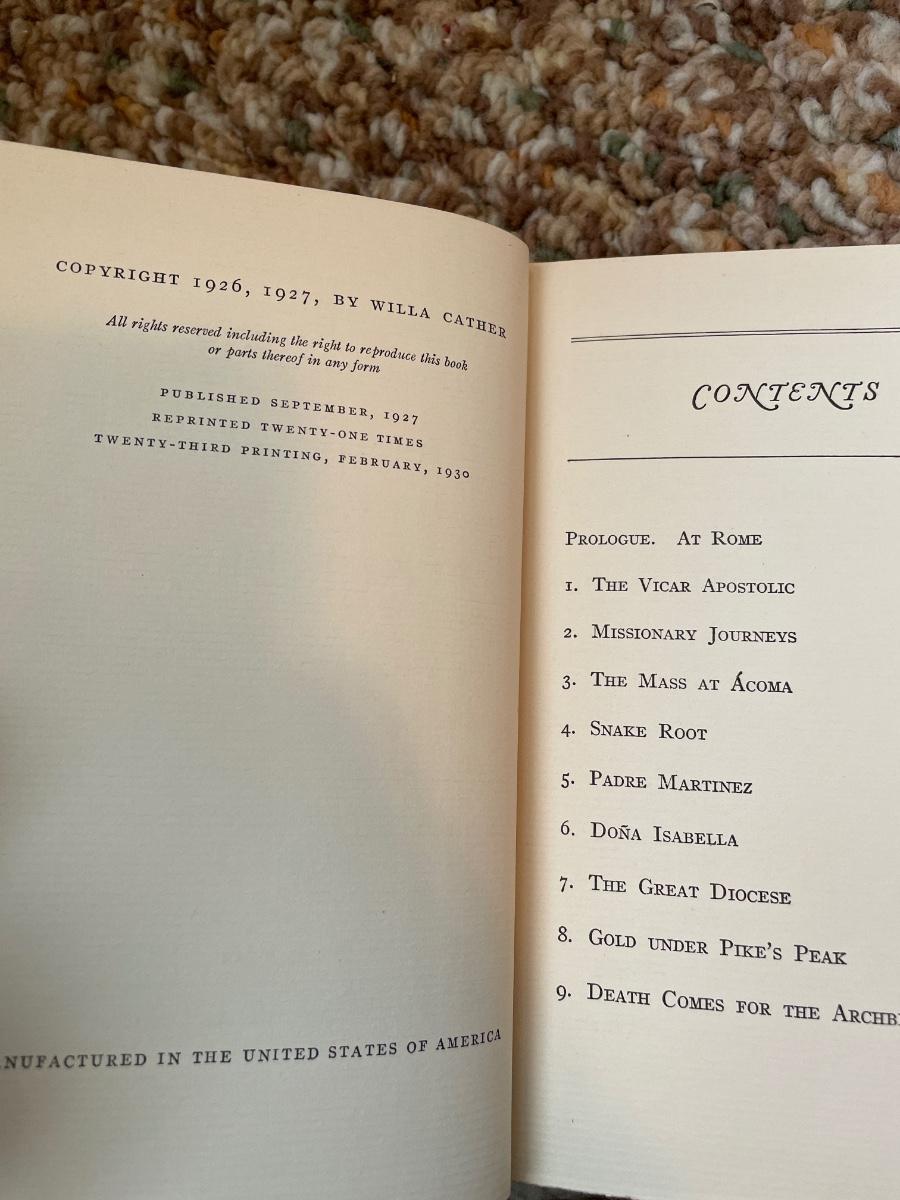 COPYRIGHT 1926, 1927, BY WILLA CATHER
All rights reserved including the right to reproduce this book
or parts thereof in any form
PUBLISHED SEPTEMBER, 1927
REPRINTED TWENTY-ONE TIMES
TWENTY-THIRD PRINTING, FEBRUARY, 1930
IN THE UNITED STATES OF AMERICA
CONTENTS
PROLOGUE. AT ROME
1. THE VICAR APOSTOLIC
2. MISSIONARY JOURNEYS
3. THE MASS AT ÁCOMA
4. SNAKE ROOT
5. PADRE MARTINEZ
6. DOÑA ISABELLA
7. THE GREAT DIOCESE
8. GOLD UNDER PIKE'S PEAK
9. DEATH COMES FOR THE